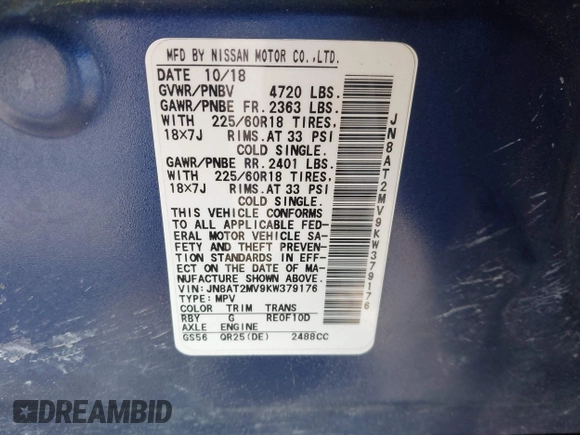 MFD BY NISSAN MOTOR CO.,LTD.
DATE 10/18
GVWR/PNBV 4720 LBS.
GAWR/PNBE FR. 2363 LBS.
WITH 225/60R18 TIRES,
18X7J RIMS,AT 33 PSI
COLD SINGLE.
GAWR/PNBE RR. 2401 LBS.
WITH 225/60R18 TIRES,
18X7J RIMS,AT 33 PSI
COLD SINGLE.
THIS VEHICLE CONFORMS
TO ALL APPLICABLE FED-
ERAL MOTOR VEHICLE SA-
FETY AND THEFT PREVEN-
TION STANDARDS IN EFF-
ECT ON THE DATE OF MA-
NUFACTURE SHOWN ABOVE.
VIN:JN8AT2MV9KW379176
TYPE:MPV
COLOR TRIM TRANS
RBY G RE0F10D
AXLE ENGINE
GS56 QR25(DE) 2488CC
JN8AT2MV9KW379176
DREAMBID